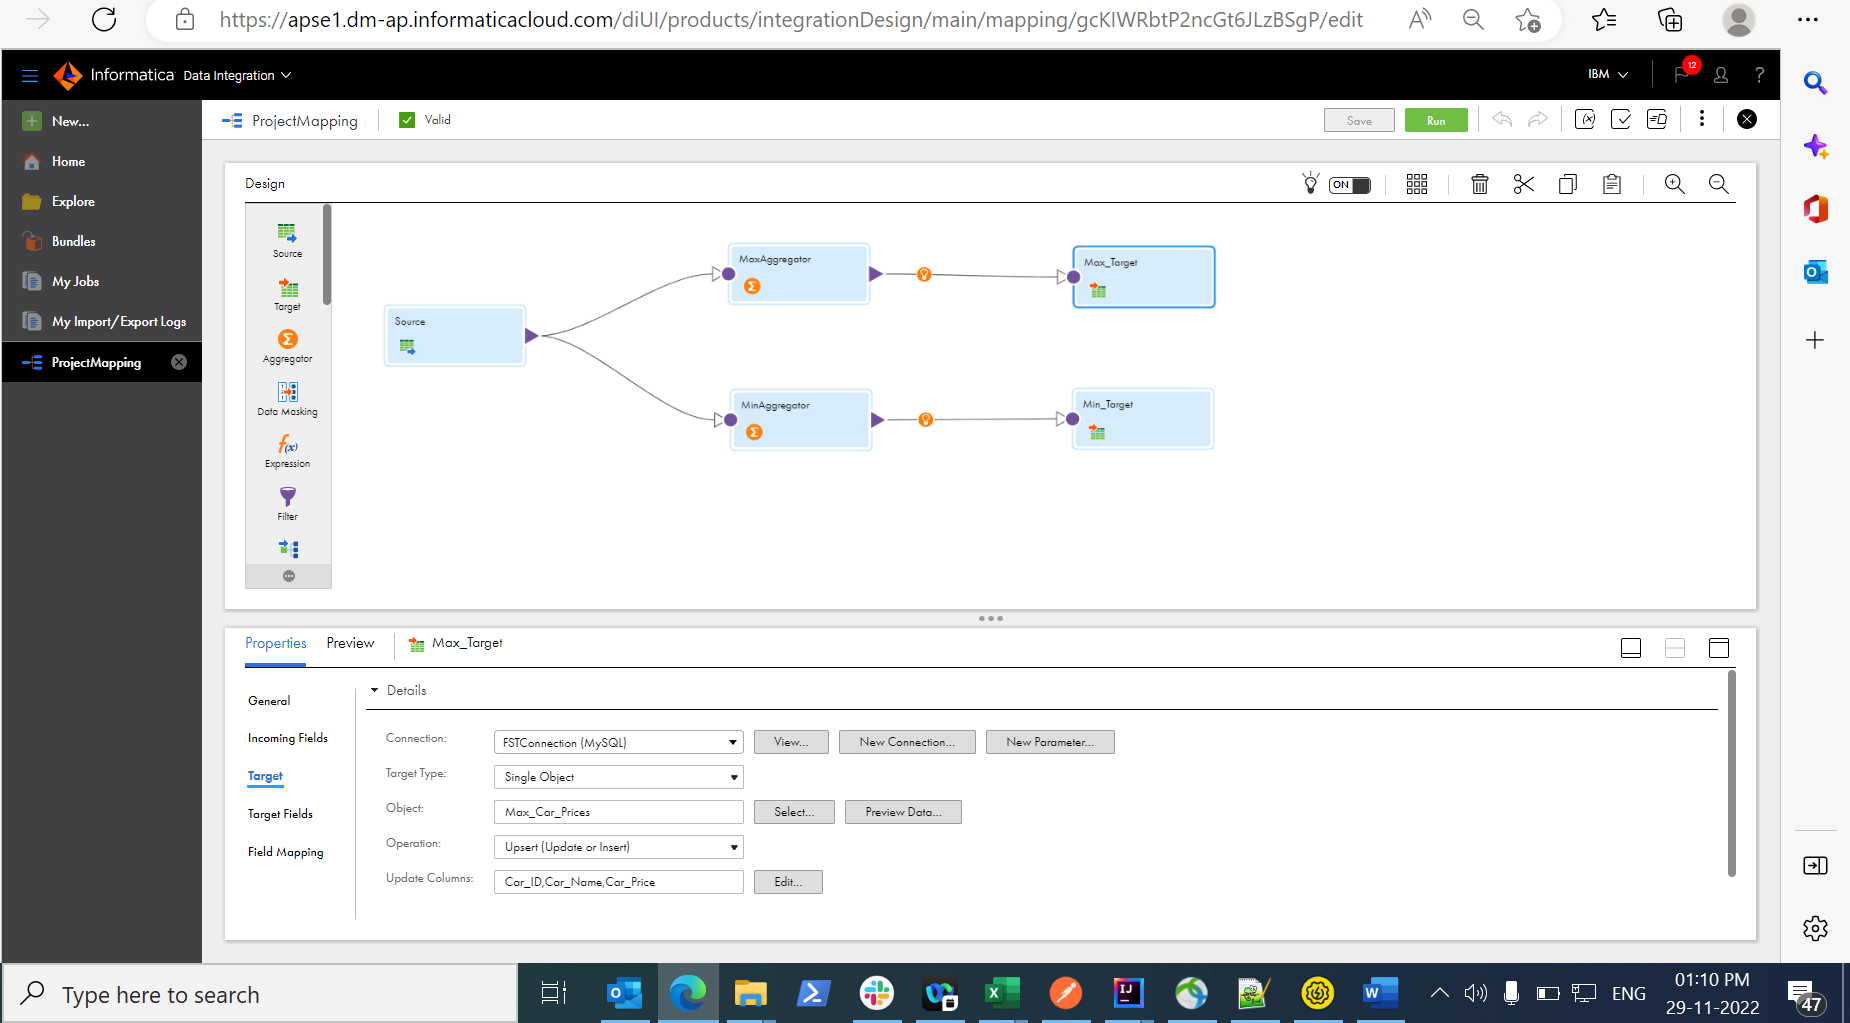 https://apse1.dm-ap.informaticacloud.com/diUI/products/integrationDesign/main/mapping/gcKIWRbtP2ncGt6JLzBSgP/edit
Informatica Data Integration
IBM
12
?
New...
Home
Explore
Bundles
My Jobs
My Import/Export Logs
ProjectMapping
ProjectMapping
Valid
Save
Run
Design
ON
Source
Target
Aggregator
Data Masking
Expression
Filter
Source
MaxAggregator
Max_Target
MinAggregator
Min_Target
Properties
Preview
Max_Target
General
Incoming Fields
Target
Target Fields
Field Mapping
Details
Connection:
FSTConnection (MySQL)
View...
New Connection...
New Parameter...
Target Type:
Single Object
Object:
Max_Car_Prices
Select...
Preview Data...
Operation:
Upsert (Update or Insert)
Update Columns:
Car_ID,Car_Name,Car_Price
Edit...
Type here to search
ENG
01:10 PM
29-11-2022
47